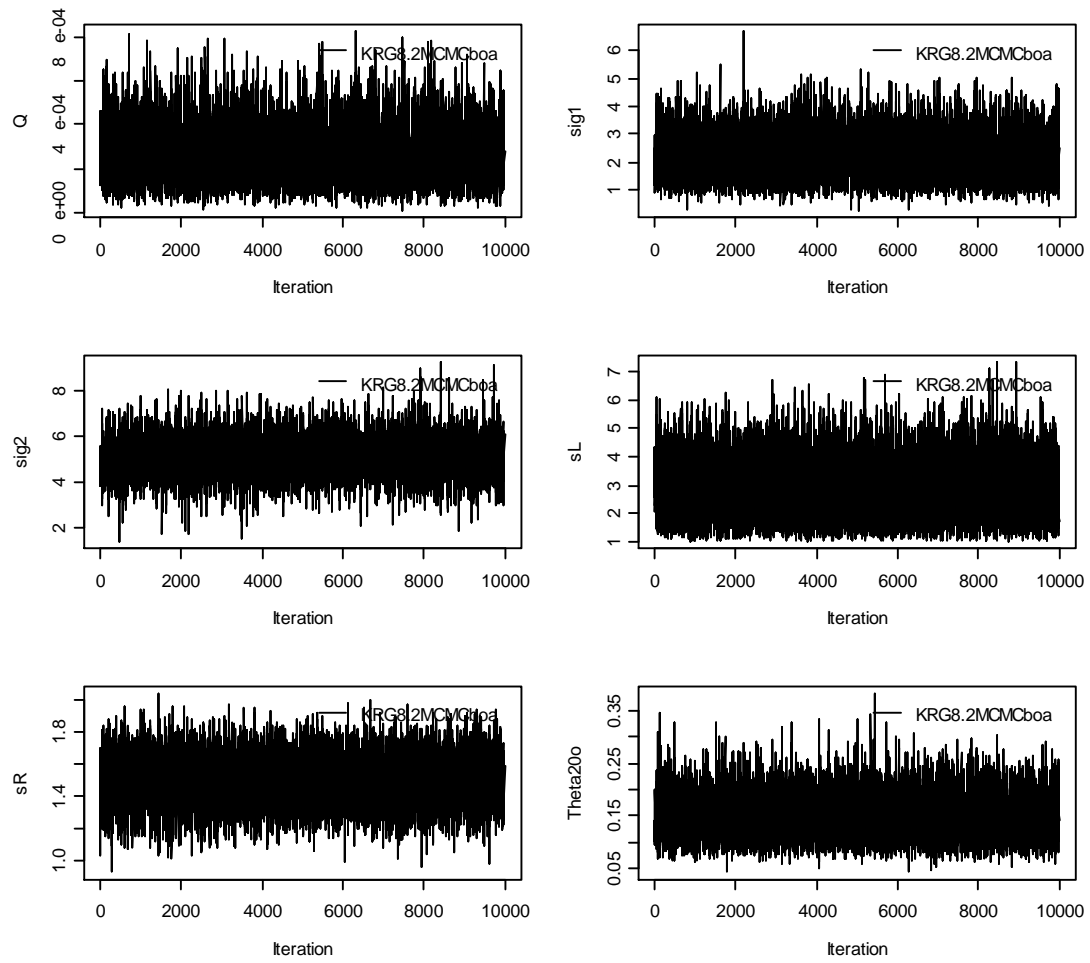 Q
0 e+00 4 e-04 8 e-04
KRG8.2MCMCboa
0 2000 4000 6000 8000 10000
Iteration
sig1
1 2 3 4 5 6
KRG8.2MCMCboa
0 2000 4000 6000 8000 10000
Iteration
sig2
2 4 6 8
KRG8.2MCMCboa
0 2000 4000 6000 8000 10000
Iteration
sL
1 2 3 4 5 6 7
KRG8.2MCMCboa
0 2000 4000 6000 8000 10000
Iteration
sR
1.0 1.4 1.8
KRG8.2MCMCboa
0 2000 4000 6000 8000 10000
Iteration
Theta20o
0.05 0.15 0.25 0.35
KRG8.2MCMCboa
0 2000 4000 6000 8000 10000
Iteration